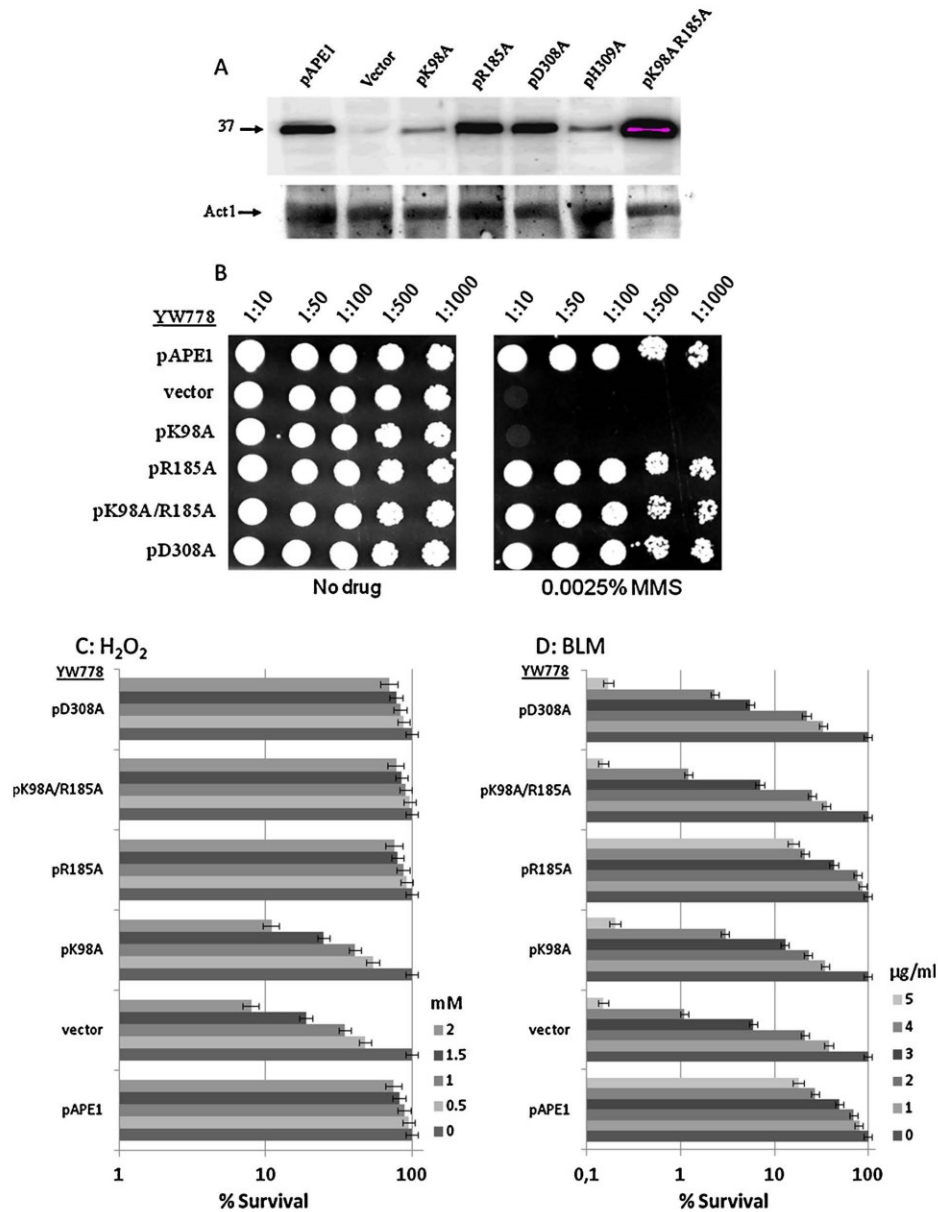 A
pAPE1 Vector pK98A pR185A pD308A pH309A pK98A R185A
37
Act1
B
YW778
1:10 1:50 1:100 1:500 1:1000
1:10 1:50 1:100 1:500 1:1000
pAPE1
vector
pK98A
pR185A
pK98A/R185A
pD308A
No drug
0.0025% MMS
C: H₂O₂
YW778
pD308A
pK98A/R185A
pR185A
pK98A
vector
pAPE1
mM
2
1.5
1
0.5
0
1 10 100
% Survival
D: BLM
YW778
pD308A
pK98A/R185A
pR185A
pK98A
vector
pAPE1
µg/ml
5
4
3
2
1
0
0,1 1 10 100
% Survival